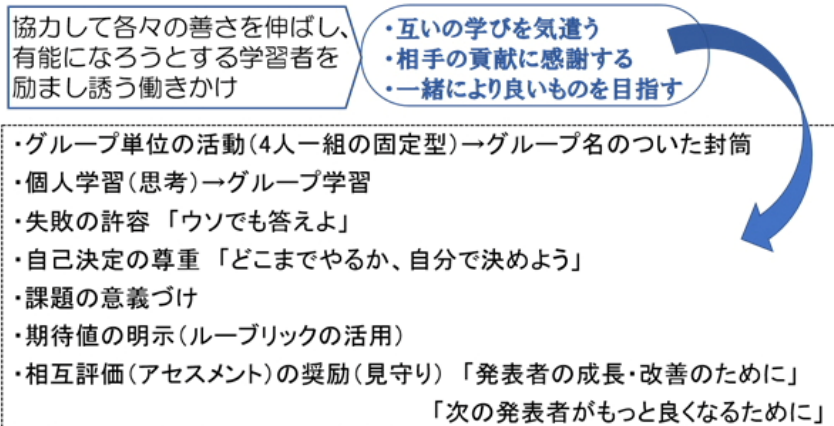 協力して各々の善さを伸ばし、
有能になろうとする学習者を
励まし誘う働きかけ
・互いの学びを気遣う
・相手の貢献に感謝する
・一緒により良いものを目指す
・グループ単位の活動(4人一組の固定型)→グループ名のついた封筒
・個人学習(思考)→グループ学習
・失敗の許容 「ウソでも答えよ」
・自己決定の尊重 「どこまでやるか、自分で決めよう」
・課題の意義づけ
・期待値の明示(ルーブリックの活用)
・相互評価(アセスメント)の奨励(見守り) 「発表者の成長・改善のために」
「次の発表者がもっと良くなるために」